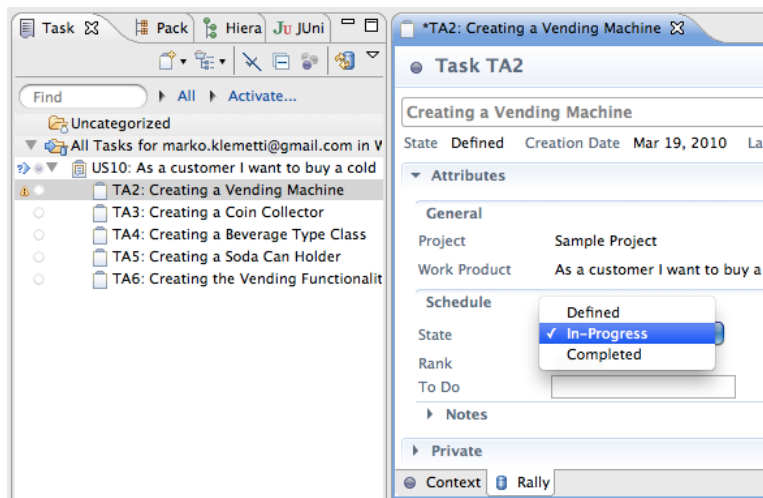 Task Pack Hiera Ju JUni
Find All Activate...
Uncategorized
All Tasks for marko.klemetti@gmail.com in
US10: As a customer I want to buy a cold
TA2: Creating a Vending Machine
TA3: Creating a Coin Collector
TA4: Creating a Beverage Type Class
TA5: Creating a Soda Can Holder
TA6: Creating the Vending Functionalit
*TA2: Creating a Vending Machine
Task TA2
Creating a Vending Machine
State Defined Creation Date Mar 19, 2010 La
Attributes
General
Project Sample Project
Work Product As a customer I want to buy a
Schedule
Defined
State ✓ In-Progress
Completed
Rank
To Do
Notes
Private
Context Rally